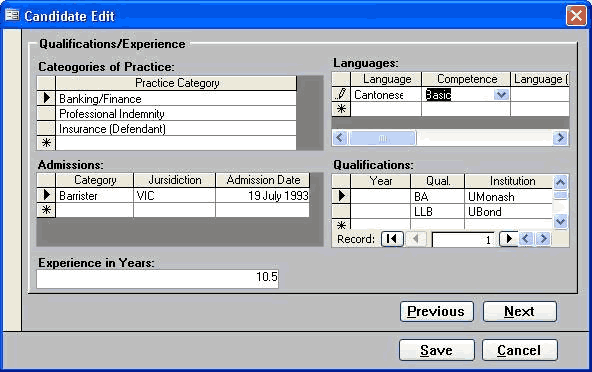 Candidate Edit
Qualifications/Experience
Cateogories of Practice:
Practice Category
Banking/Finance
Professional Indemnity
Insurance (Defendant)
Languages:
Language Competence Language (
Cantonese Basic
Admissions:
Category Jursidiction Admission Date
Barrister VIC 19 July 1993
Qualifications:
Year Qual. Institution
BA UMonash
LLB UBond
Record: 1
Experience in Years:
10.5
Previous Next
Save Cancel